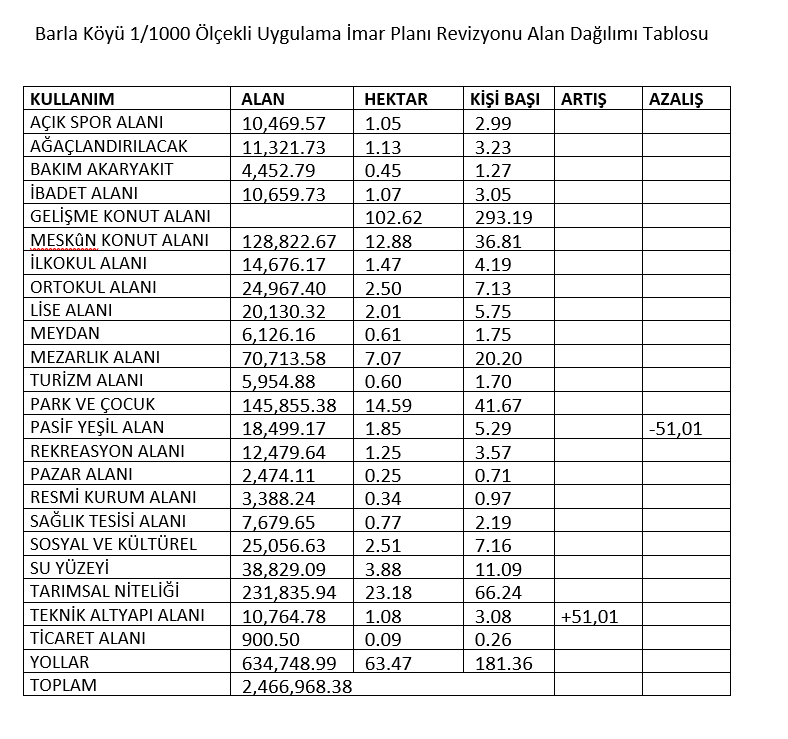 Barla Köyü 1/1000 Ölçekli Uygulama İmar Planı Revizyonu Alan Dağılımı Tablosu
KULLANIM ALAN HEKTAR KİŞİ BAŞI ARTIŞ AZALIŞ
AÇIK SPOR ALANI 10,469.57 1.05 2.99
AĞAÇLANDIRILACAK 11,321.73 1.13 3.23
BAKIM AKARYAKIT 4,452.79 0.45 1.27
İBADET ALANI 10,659.73 1.07 3.05
GELİŞME KONUT ALANI 102.62 293.19
MESKûN KONUT ALANI 128,822.67 12.88 36.81
İLKOKUL ALANI 14,676.17 1.47 4.19
ORTOKUL ALANI 24,967.40 2.50 7.13
LİSE ALANI 20,130.32 2.01 5.75
MEYDAN 6,126.16 0.61 1.75
MEZARLIK ALANI 70,713.58 7.07 20.20
TURİZM ALANI 5,954.88 0.60 1.70
PARK VE ÇOCUK 145,855.38 14.59 41.67
PASİF YEŞİL ALAN 18,499.17 1.85 5.29 -51,01
REKREASYON ALANI 12,479.64 1.25 3.57
PAZAR ALANI 2,474.11 0.25 0.71
RESMİ KURUM ALANI 3,388.24 0.34 0.97
SAĞLIK TESİSİ ALANI 7,679.65 0.77 2.19
SOSYAL VE KÜLTÜREL 25,056.63 2.51 7.16
SU YÜZEYİ 38,829.09 3.88 11.09
TARIMSAL NİTELİĞİ 231,835.94 23.18 66.24
TEKNİK ALTYAPI ALANI 10,764.78 1.08 3.08 +51,01
TİCARET ALANI 900.50 0.09 0.26
YOLLAR 634,748.99 63.47 181.36
TOPLAM 2,466,968.38